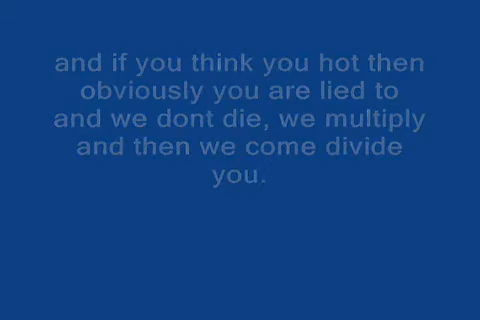 and if you think you hot then
obviously you are lied to
and we dont die, we multiply
and then we come divide
you.